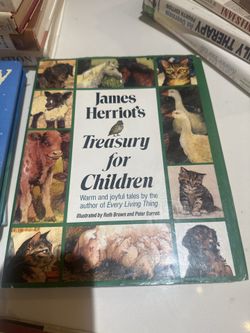 James Herriot's
Treasury
for
Children
Warm and joyful tales by the
author of Every Living Thing
Illustrated by Ruth Brown and Peter Barrett
THERAPY